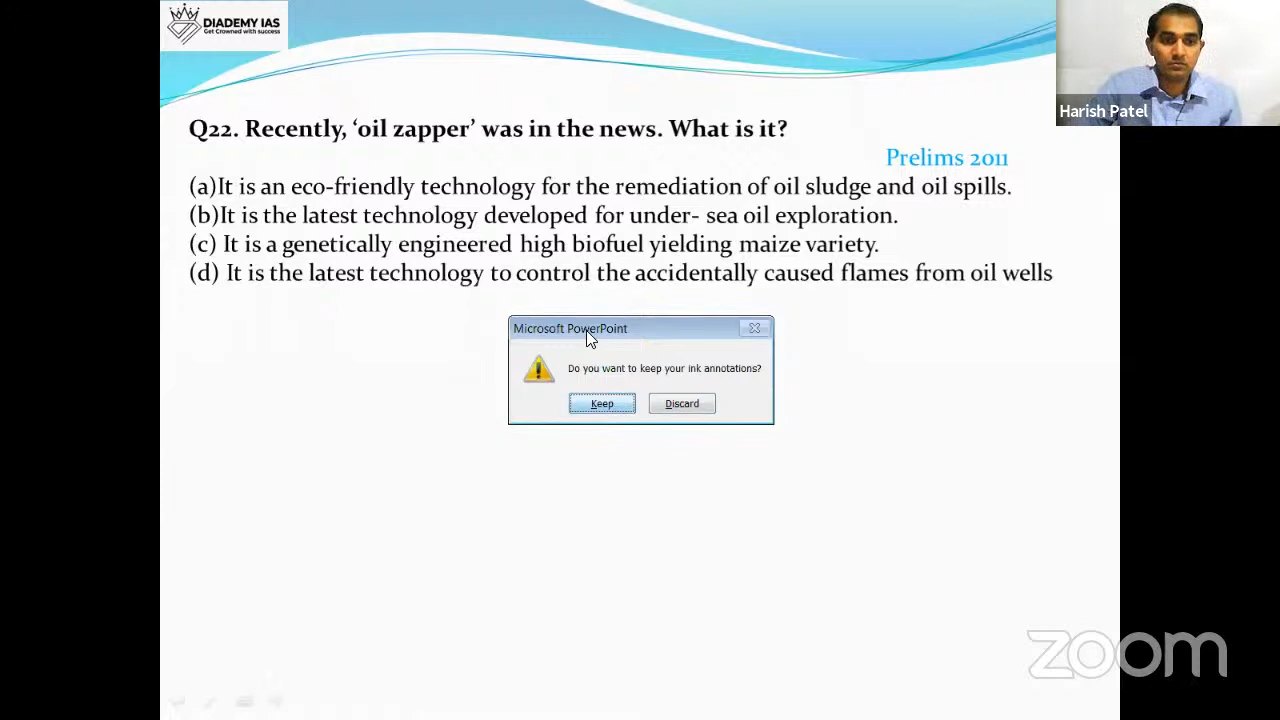 DIADEMY IAS
Get Crowned with success
Harish Patel
Q22. Recently, ‘oil zapper’ was in the news. What is it?
Prelims 2011
(a)It is an eco-friendly technology for the remediation of oil sludge and oil spills.
(b)It is the latest technology developed for under- sea oil exploration.
(c) It is a genetically engineered high biofuel yielding maize variety.
(d) It is the latest technology to control the accidentally caused flames from oil wells
Microsoft PowerPoint
Do you want to keep your ink annotations?
Keep
Discard
zoom